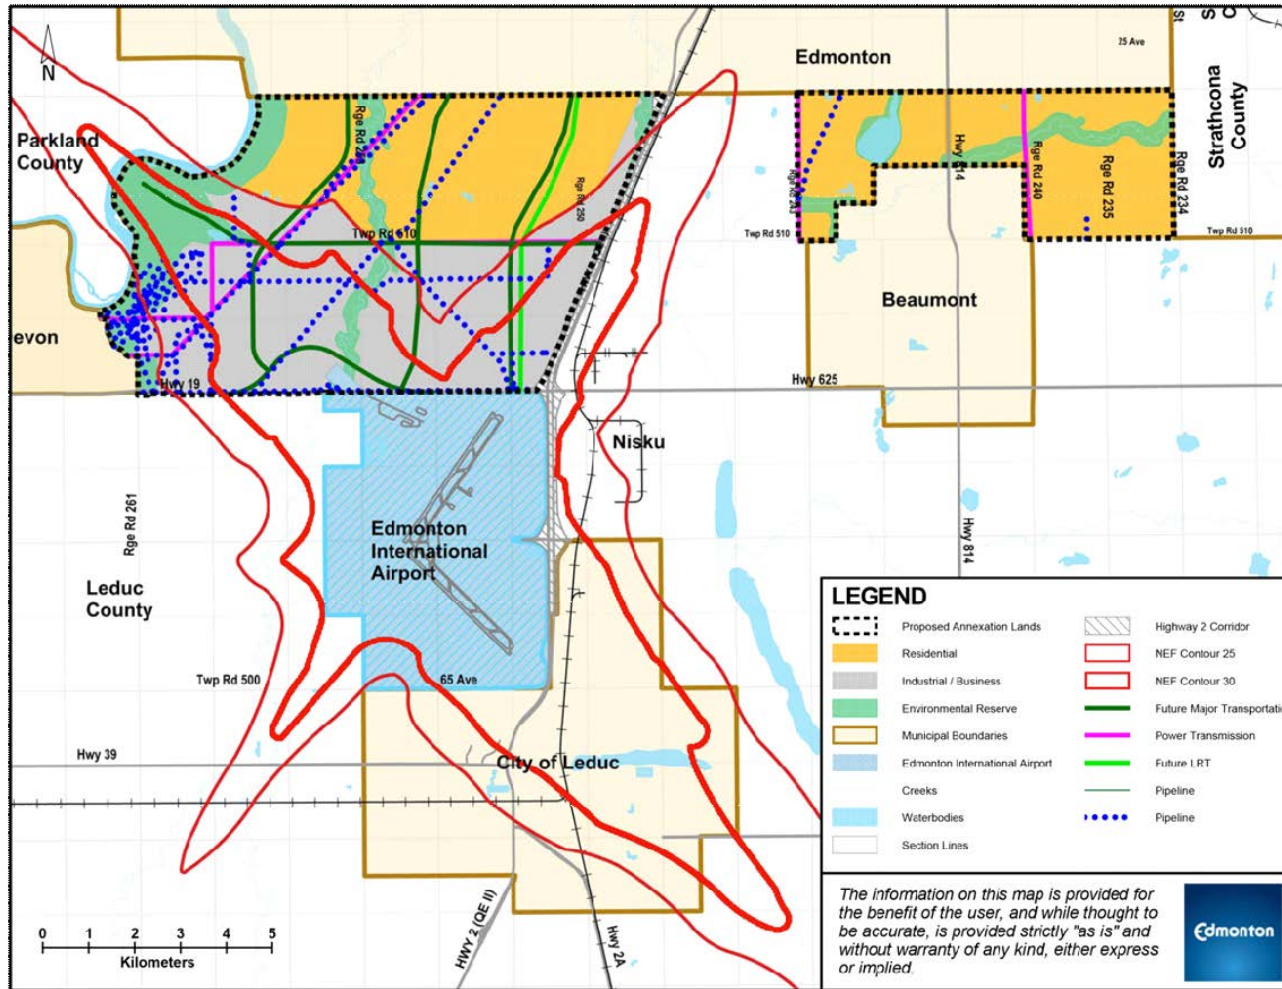 N
Edmonton
25 Ave
St
Strathcona
County
Parkland
County
Rge Rd 250
Twp Rd 510
Hwy 814
Rge Rd 240
Rge Rd 235
Rge Rd 234
Twp Rd 510
Twp Rd 510
Beaumont
evon
Hwy 19
Hwy 625
Nisku
Rge Rd 261
Edmonton
International
Airport
Hwy 814
Leduc
County
Twp Rd 500
65 Ave
Hwy 39
City of Leduc
HWY 2 (QE II)
Hwy 2A
0 1 2 3 4 5
Kilometers
LEGEND
Proposed Annexation Lands
Residential
Industrial / Business
Environmental Reserve
Municipal Boundaries
Edmonton International Airport
Creeks
Waterbodies
Section Lines
Highway 2 Corridor
NEF Contour 25
NEF Contour 30
Future Major Transportati
Power Transmission
Future LRT
Pipeline
Pipeline
The information on this map is provided for
the benefit of the user, and while thought to
be accurate, is provided strictly "as is" and
without warranty of any kind, either express
or implied.
Edmonton